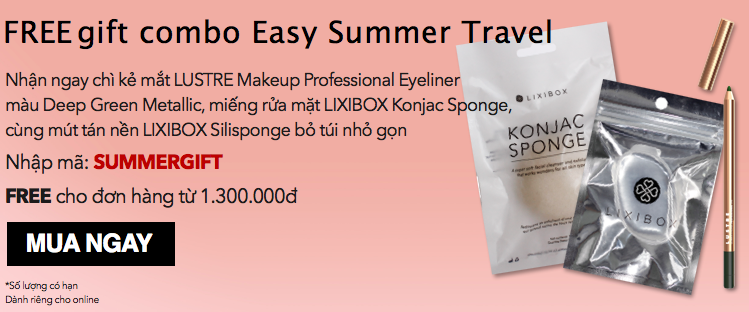 FREE gift combo Easy Summer Travel
Nhận ngay chì kẻ mắt LUSTRE Makeup Professional Eyeliner
màu Deep Green Metallic, miếng rửa mặt LIXIBOX Konjac Sponge,
cùng mút tán nền LIXIBOX Silisponge bỏ túi nhỏ gọn
Nhập mã: SUMMERGIFT
FREE cho đơn hàng từ 1.300.000đ
MUA NGAY
*Số lượng có hạn
Dành riêng cho online
LIXIBOX
KONJAC
SPONGE
LIXIBOX